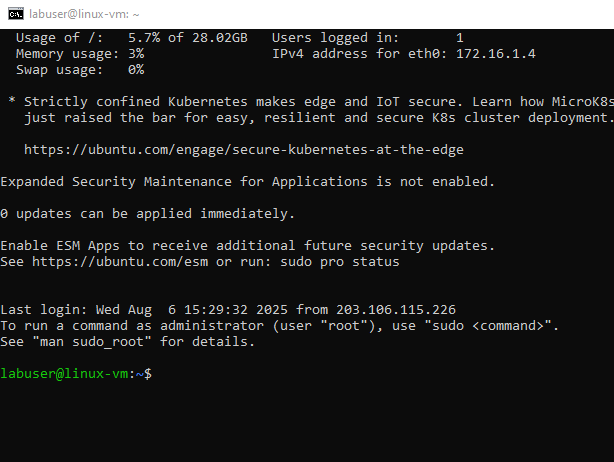 labuser@linux-vm: ~
Usage of /: 5.7% of 28.02GB Users logged in: 1
Memory usage: 3% IPv4 address for eth0: 172.16.1.4
Swap usage: 0%
* Strictly confined Kubernetes makes edge and IoT secure. Learn how MicroK8s
just raised the bar for easy, resilient and secure K8s cluster deployment.
https://ubuntu.com/engage/secure-kubernetes-at-the-edge
Expanded Security Maintenance for Applications is not enabled.
0 updates can be applied immediately.
Enable ESM Apps to receive additional future security updates.
See https://ubuntu.com/esm or run: sudo pro status
Last login: Wed Aug  6 15:29:32 2025 from 203.106.115.226
To run a command as administrator (user "root"), use "sudo <command>".
See "man sudo_root" for details.
labuser@linux-vm:~$